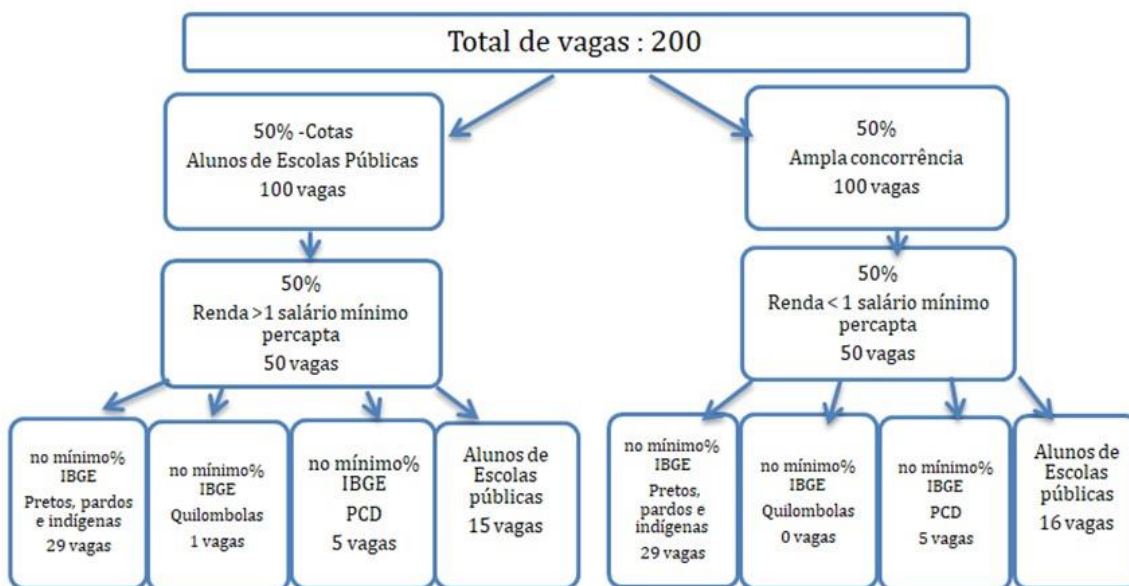 Total de vagas : 200
50% -Cotas
Alunos de Escolas Públicas
100 vagas
50%
Ampla concorrência
100 vagas
50%
Renda >1 salário mínimo
percapta
50 vagas
50%
Renda < 1 salário mínimo
percapta
50 vagas
no mínimo%
IBGE
Pretos, pardos
e indígenas
29 vagas
no mínimo%
IBGE
Quilombolas
1 vagas
no mínimo%
IBGE
PCD
5 vagas
Alunos de
Escolas
públicas
15 vagas
no mínimo%
IBGE
Pretos,
pardos e
indígenas
29 vagas
no mínimo%
IBGE
Quilombolas
0 vagas
no mínimo%
IBGE
PCD
5 vagas
Alunos de
Escolas
públicas
16 vagas